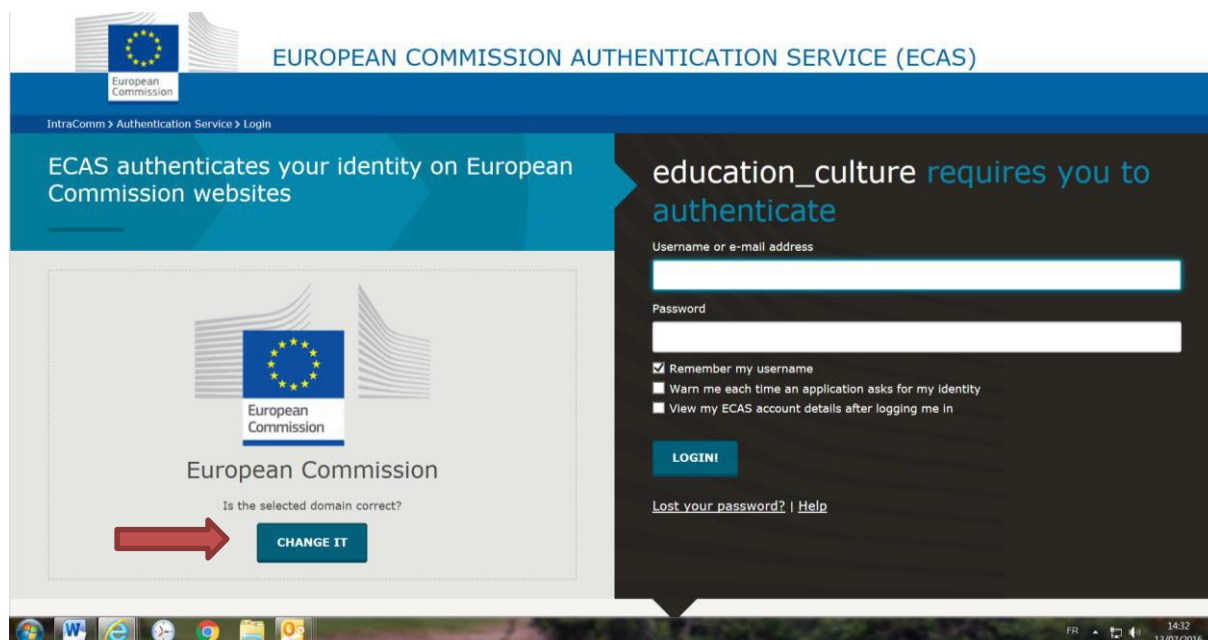 European
Commission
EUROPEAN COMMISSION AUTHENTICATION SERVICE (ECAS)
IntraComm > Authentication Service > Login
ECAS authenticates your identity on European
Commission websites
European
Commission
European Commission
Is the selected domain correct?
CHANGE IT
education_culture requires you to
authenticate
Username or e-mail address
Password
Remember my username
Warn me each time an application asks for my identity
View my ECAS account details after logging me in
LOGIN!
Lost your password? | Help
FR
14:32
13/07/2016